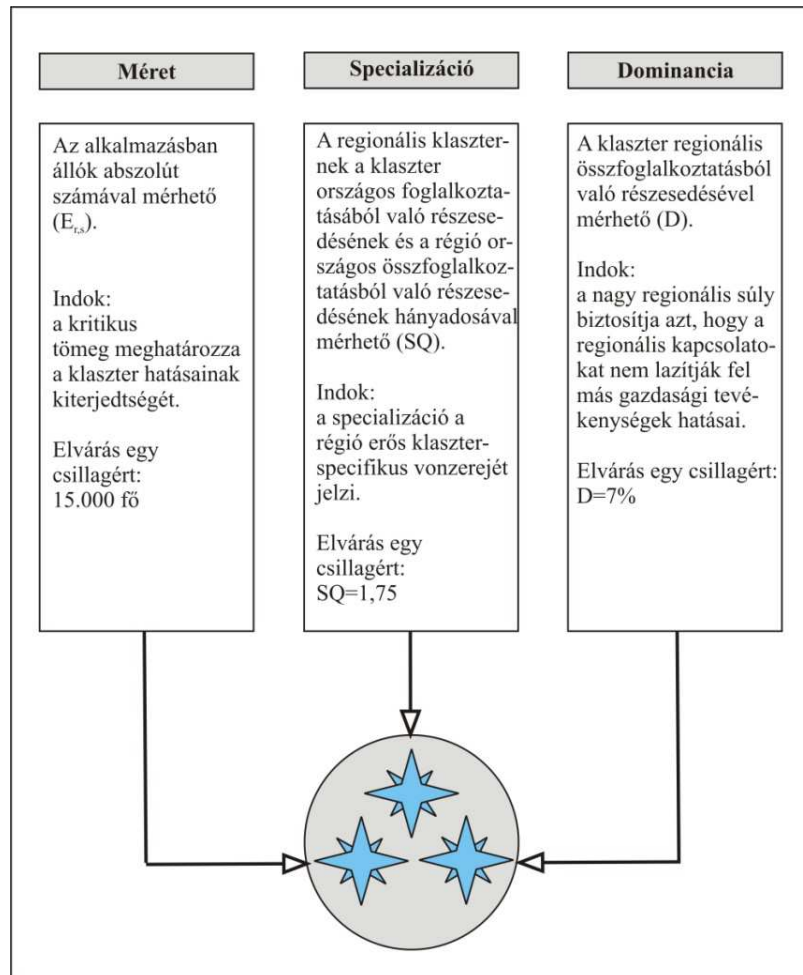 Méret
Az alkalmazásban
állók abszolút
számával mérhető
(Er,s).
Indok:
a kritikus
tömeg meghatározza
a klaszter hatásainak
kiterjedtségét.
Elvárás egy
csillagért:
15.000 fő
Specializáció
A regionális klaszter-
nek a klaszter
országos foglalkozta-
tásából való részese-
désének és a régió or-
szágos összfoglalkoz-
tatásból való részese-
désének hányadosával
mérhető (SQ).
Indok:
a specializáció a
régió erős klaszter-
specifikus vonzerejét
jelzi.
Elvárás egy
csillagért:
SQ=1,75
Dominancia
A klaszter regionális
összfoglalkoztatásból
való részesedésével
mérhető (D).
Indok:
a nagy regionális súly
biztosítja azt, hogy a
regionális kapcsolato-
kat nem lazítják fel
más gazdasági tevé-
kenységek hatásai.
Elvárás egy csillagért:
D=7%